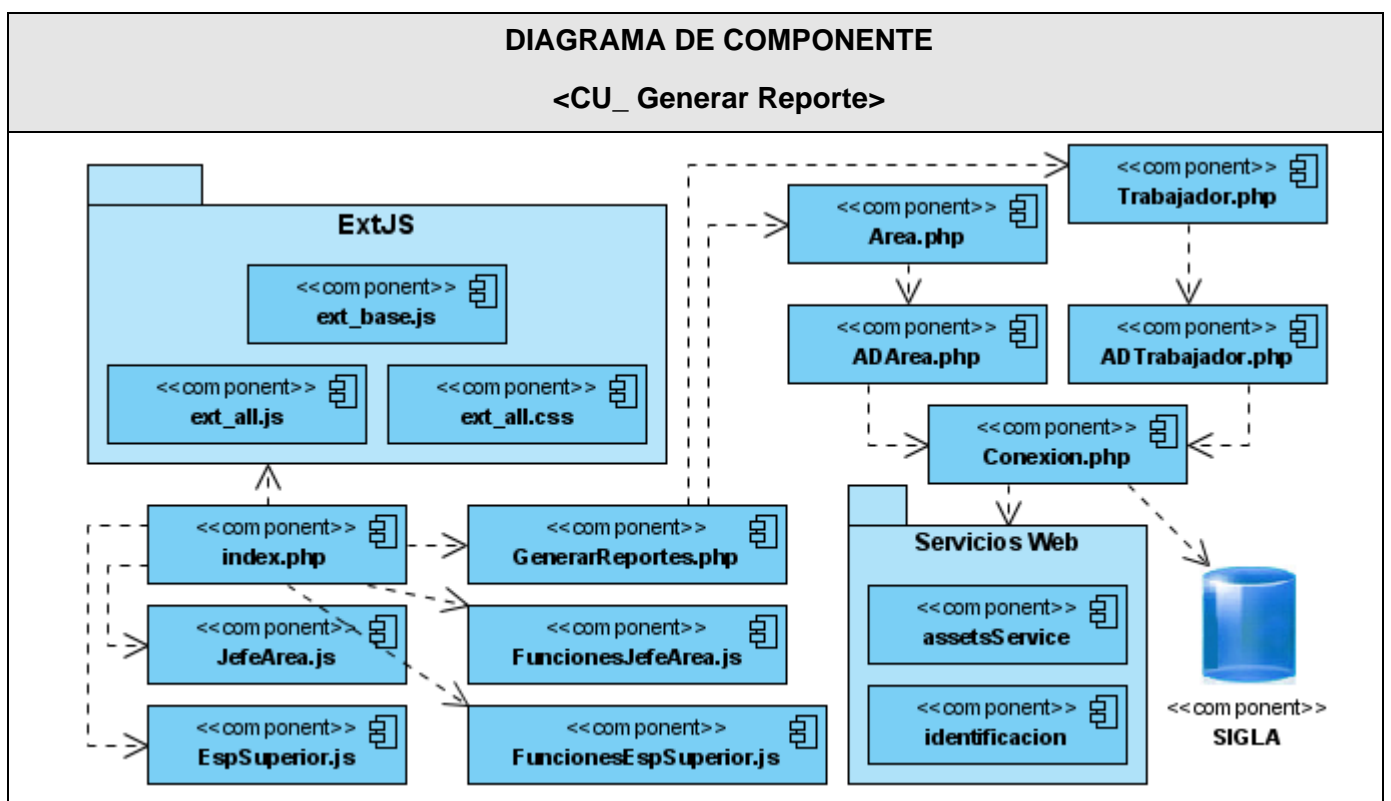 DIAGRAMA DE COMPONENTE
<CU_ Generar Reporte>
ExtJS
<<component>>
ext_base.js
<<component>>
ext_all.js
<<component>>
ext_all.css
<<component>>
Area.php
<<component>>
Trabajador.php
<<component>>
ADArea.php
<<component>>
ADTrabajador.php
<<component>>
Conexion.php
<<component>>
index.php
<<component>>
GenerarReportes.php
<<component>>
JefeArea.js
<<component>>
FuncionesJefeArea.js
<<component>>
EspSuperior.js
<<component>>
FuncionesEspSuperior.js
Servicios Web
<<component>>
assetsService
<<component>>
identificacion
<<component>>
SIGLA